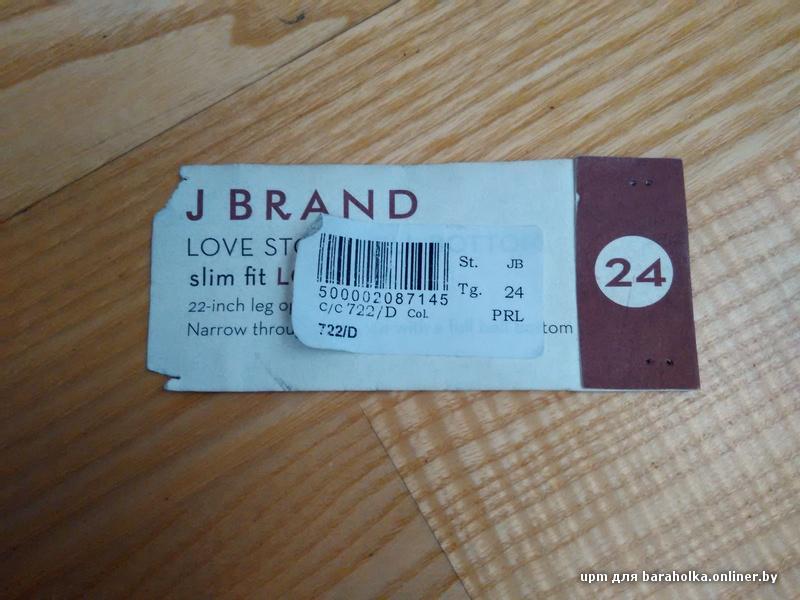 J BRAND
LOVE STO
slim fit LO
22-inch leg op
Narrow throu
tom
500002087145
C/C 722/D Col.
722/D
St. JB
Tg. 24
PRL
24
upm для baraholka.onliner.by